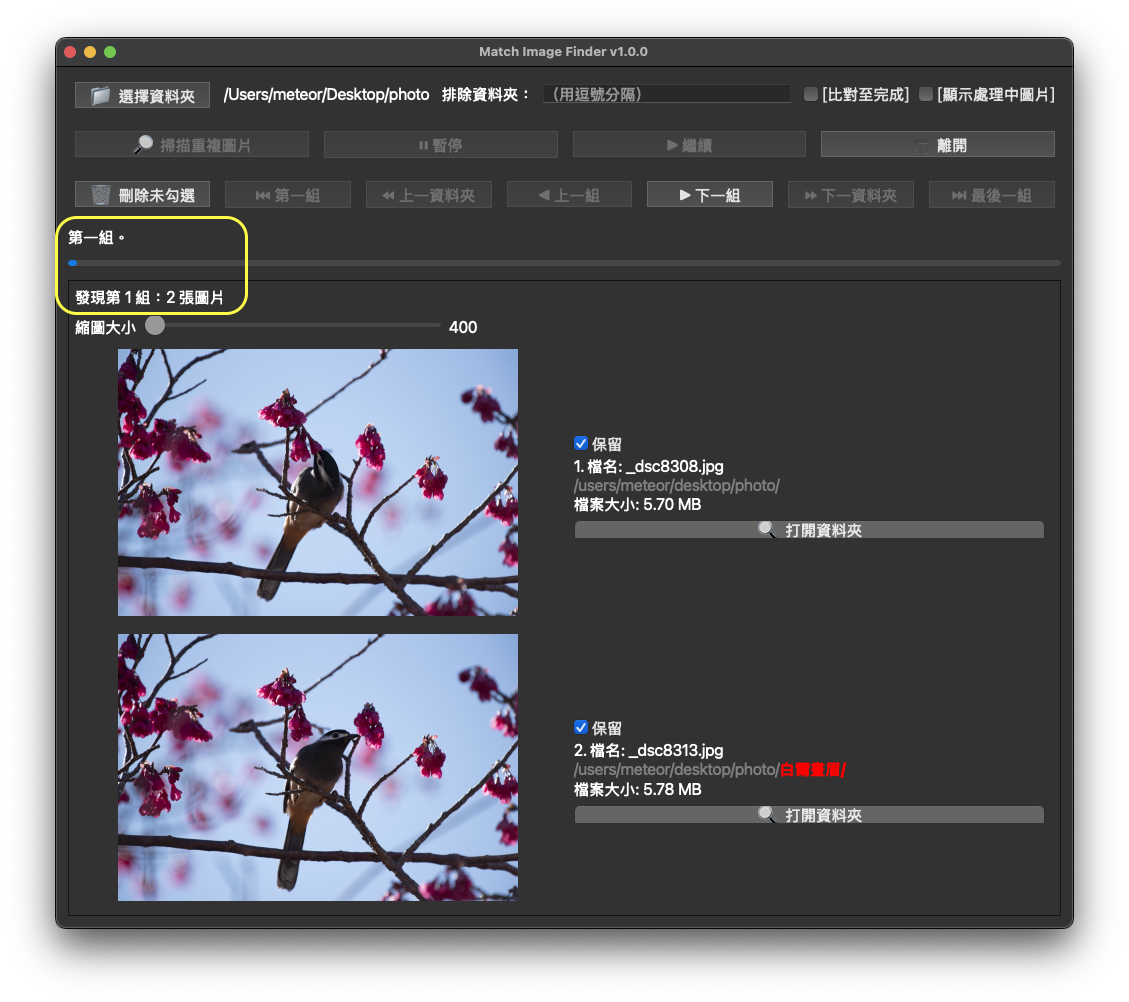 Match Image Finder v1.0.0
選擇資料夾 /Users/meteor/Desktop/photo 排除資料夾： (用逗號分隔) [比對至完成] [顯示處理中圖片]
掃描重複圖片 暫停 繼續 離開
刪除未勾選 第一組 上一資料夾 上一組 下一組 下一資料夾 最後一組
第一組。
發現第 1 組：2 張圖片
縮圖大小 400
保留
1. 檔名: _dsc8308.jpg
/users/meteor/desktop/photo/
檔案大小: 5.70 MB
打開資料夾
保留
2. 檔名: _dsc8313.jpg
/users/meteor/desktop/photo/白耳畫眉/
檔案大小: 5.78 MB
打開資料夾